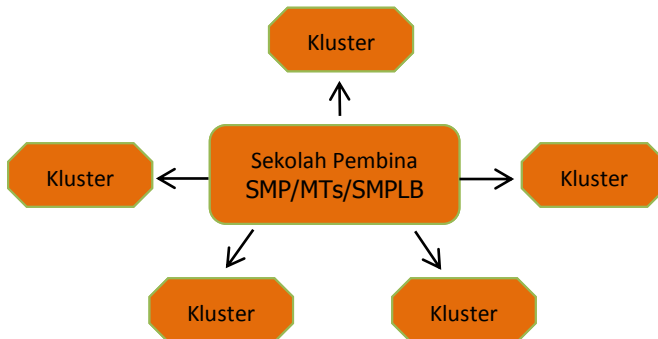 Kluster
Sekolah Pembina
SMP/MTs/SMPLB
Kluster
Kluster
Kluster
Kluster